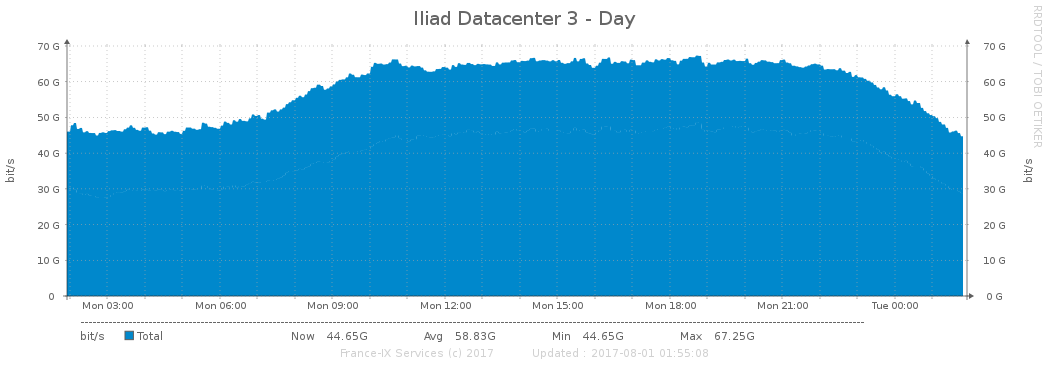 Iliad Datacenter 3 - Day
RRDTOOL / TOBI OETIKER
70 G 70 G
60 G 60 G
50 G 50 G
40 G 40 G
30 G 30 G
20 G 20 G
10 G 10 G
0 0 G
bit/s bit/s
Mon 03:00 Mon 06:00 Mon 09:00 Mon 12:00 Mon 15:00 Mon 18:00 Mon 21:00 Tue 00:00
bit/s Total Now 44.65G Avg 58.83G Min 44.65G Max 67.25G
France-IX Services (c) 2017 Updated : 2017-08-01 01:55:08